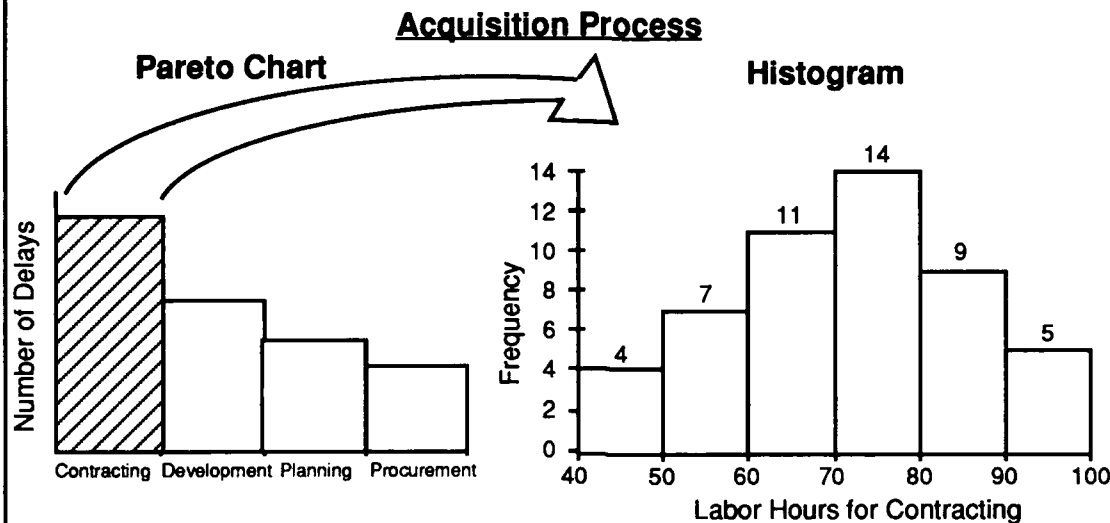 Acquisition Process
Pareto Chart
Number of Delays
Contracting Development Planning Procurement
Histogram
Frequency
14
12
10
8
6
4
2
0
4
7
11
14
9
5
40 50 60 70 80 90 100
Labor Hours for Contracting